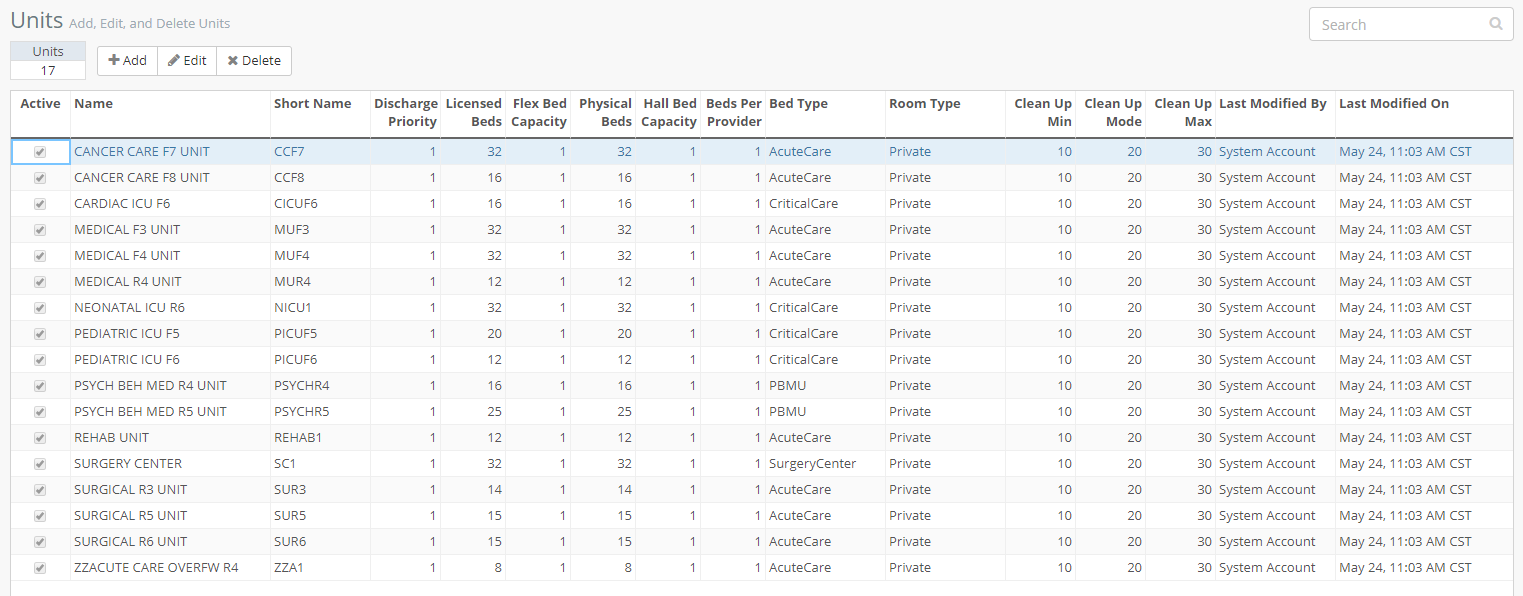 Units Add, Edit, and Delete Units
Search
Units
17
Add Edit Delete
Active Name Short Name Discharge Priority Licensed Beds Flex Bed Capacity Physical Beds Hall Bed Capacity Beds Per Provider Bed Type Room Type Clean Up Min Clean Up Mode Clean Up Max Last Modified By Last Modified On
CANCER CARE F7 UNIT CCF7 1 32 1 32 1 1 AcuteCare Private 10 20 30 System Account May 24, 11:03 AM CST
CANCER CARE F8 UNIT CCF8 1 16 1 16 1 1 AcuteCare Private 10 20 30 System Account May 24, 11:03 AM CST
CARDIAC ICU F6 CICUF6 1 16 1 16 1 1 CriticalCare Private 10 20 30 System Account May 24, 11:03 AM CST
MEDICAL F3 UNIT MUF3 1 32 1 32 1 1 AcuteCare Private 10 20 30 System Account May 24, 11:03 AM CST
MEDICAL F4 UNIT MUF4 1 32 1 32 1 1 AcuteCare Private 10 20 30 System Account May 24, 11:03 AM CST
MEDICAL R4 UNIT MUR4 1 12 1 12 1 1 AcuteCare Private 10 20 30 System Account May 24, 11:03 AM CST
NEONATAL ICU R6 NICU1 1 32 1 32 1 1 CriticalCare Private 10 20 30 System Account May 24, 11:03 AM CST
PEDIATRIC ICU F5 PICUF5 1 20 1 20 1 1 CriticalCare Private 10 20 30 System Account May 24, 11:03 AM CST
PEDIATRIC ICU F6 PICUF6 1 12 1 12 1 1 CriticalCare Private 10 20 30 System Account May 24, 11:03 AM CST
PSYCH BEH MED R4 UNIT PSYCHR4 1 16 1 16 1 1 PBMU Private 10 20 30 System Account May 24, 11:03 AM CST
PSYCH BEH MED R5 UNIT PSYCHR5 1 25 1 25 1 1 PBMU Private 10 20 30 System Account May 24, 11:03 AM CST
REHAB UNIT REHAB1 1 12 1 12 1 1 AcuteCare Private 10 20 30 System Account May 24, 11:03 AM CST
SURGERY CENTER SC1 1 32 1 32 1 1 SurgeryCenter Private 10 20 30 System Account May 24, 11:03 AM CST
SURGICAL R3 UNIT SUR3 1 14 1 14 1 1 AcuteCare Private 10 20 30 System Account May 24, 11:03 AM CST
SURGICAL R5 UNIT SUR5 1 15 1 15 1 1 AcuteCare Private 10 20 30 System Account May 24, 11:03 AM CST
SURGICAL R6 UNIT SUR6 1 15 1 15 1 1 AcuteCare Private 10 20 30 System Account May 24, 11:03 AM CST
ZZACUTE CARE OVERFW R4 ZZA1 1 8 1 8 1 1 AcuteCare Private 10 20 30 System Account May 24, 11:03 AM CST